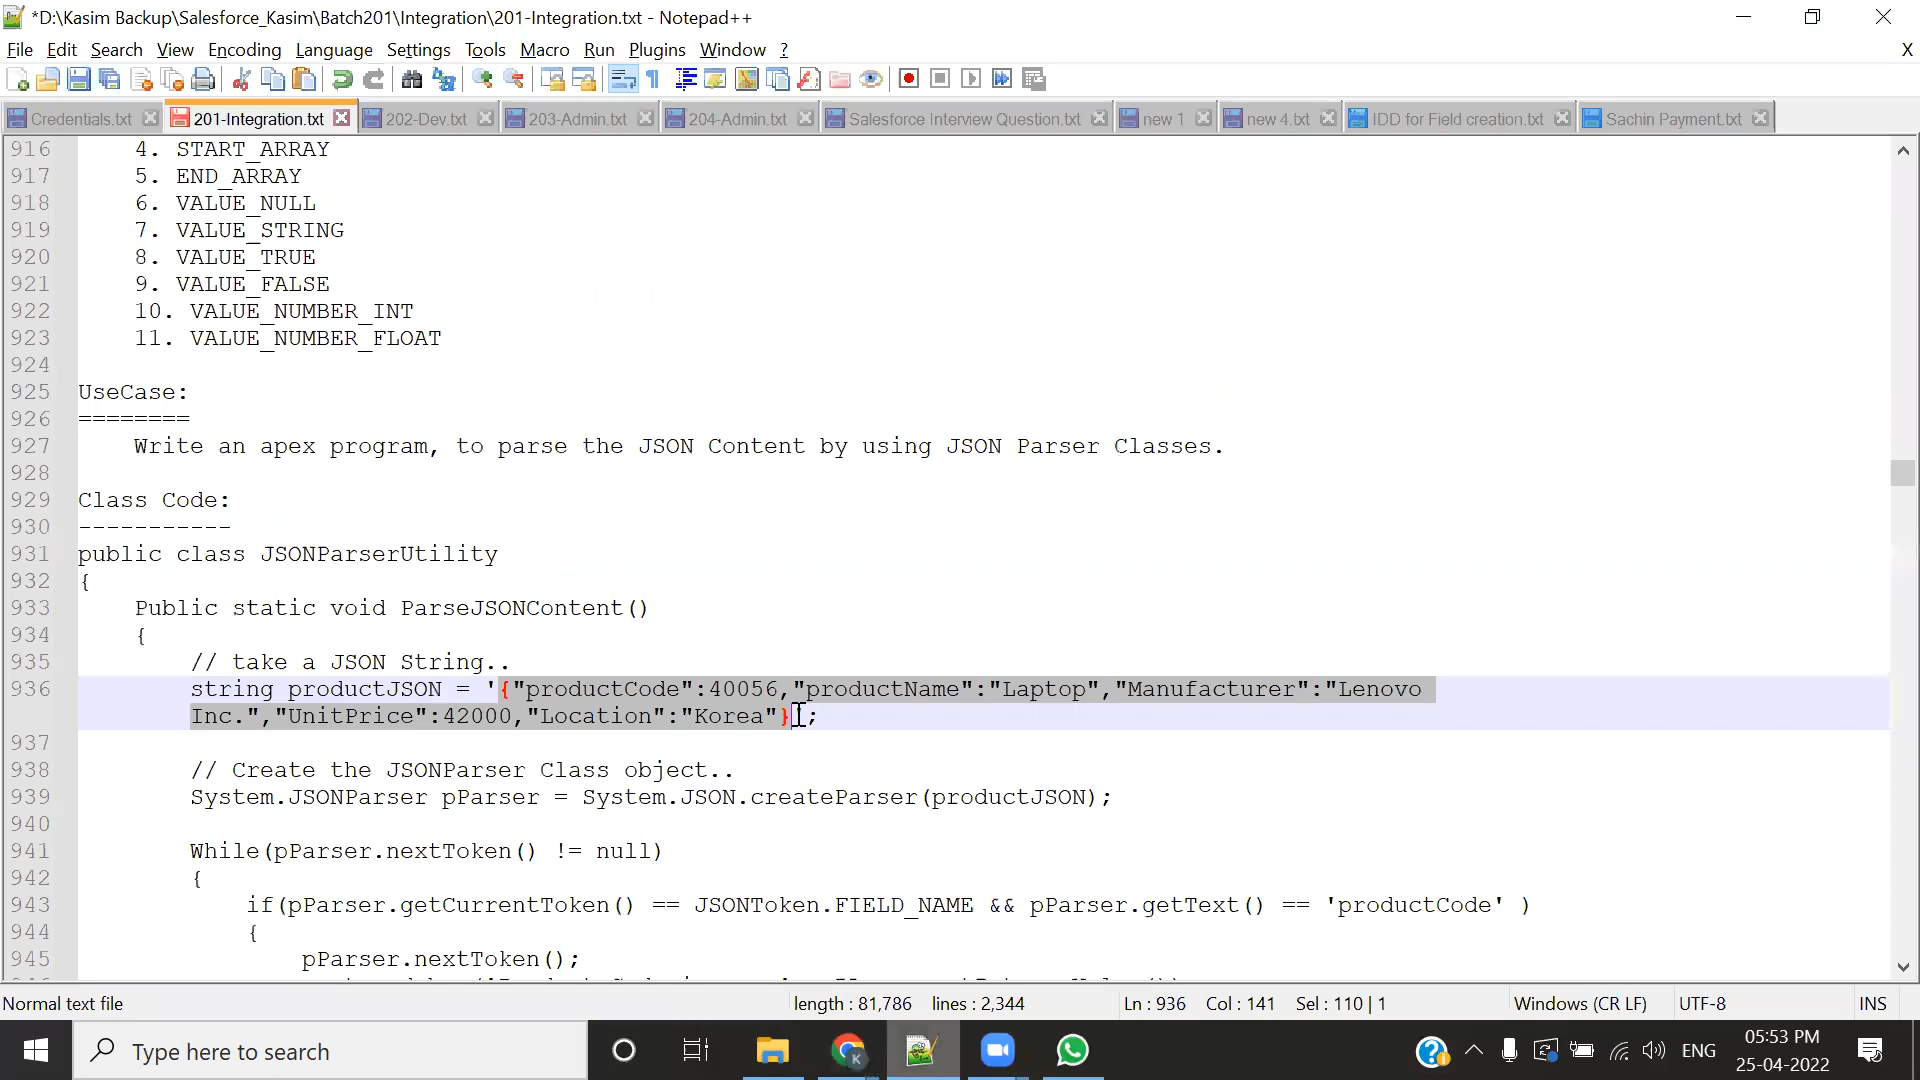 *D:\Kasim Backup\Salesforce_Kasim\Batch201\Integration\201-Integration.txt - Notepad++
File Edit Search View Encoding Language Settings Tools Macro Run Plugins Window ? X
Credentials.txt 201-Integration.txt 202-Dev.txt 203-Admin.txt 204-Admin.txt Salesforce Interview Question.txt new 1 new 4.txt IDD for Field creation.txt Sachin Payment.txt
916 4. START_ARRAY
917 5. END_ARRAY
918 6. VALUE_NULL
919 7. VALUE_STRING
920 8. VALUE_TRUE
921 9. VALUE_FALSE
922 10. VALUE_NUMBER_INT
923 11. VALUE_NUMBER_FLOAT
924
925 UseCase:
926 ========
927 Write an apex program, to parse the JSON Content by using JSON Parser Classes.
928
929 Class Code:
930 -----------
931 public class JSONParserUtility
932 {
933 Public static void ParseJSONContent()
934 {
935 // take a JSON String..
936 string productJSON = '{"productCode":40056,"productName":"Laptop","Manufacturer":"Lenovo
Inc.","UnitPrice":42000,"Location":"Korea"}';
937
938 // Create the JSONParser Class object..
939 System.JSONParser pParser = System.JSON.createParser(productJSON);
940
941 While(pParser.nextToken() != null)
942 {
943 if(pParser.getCurrentToken() == JSONToken.FIELD_NAME && pParser.getText() == 'productCode' )
944 {
945 pParser.nextToken();
Normal text file length : 81,786 lines : 2,344 Ln : 936 Col : 141 Sel : 110 | 1 Windows (CR LF) UTF-8 INS
Type here to search ENG 05:53 PM
25-04-2022